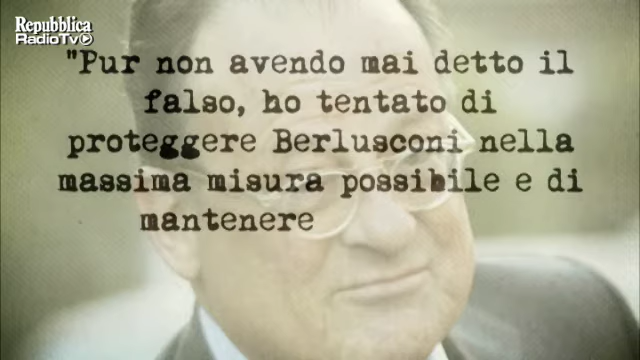 Repubblica
RadioTv
"Pur non avendo mai detto il
falso, ho tentato di
proteggere Berlusconi nella
massima misura possibile e di
mantenere